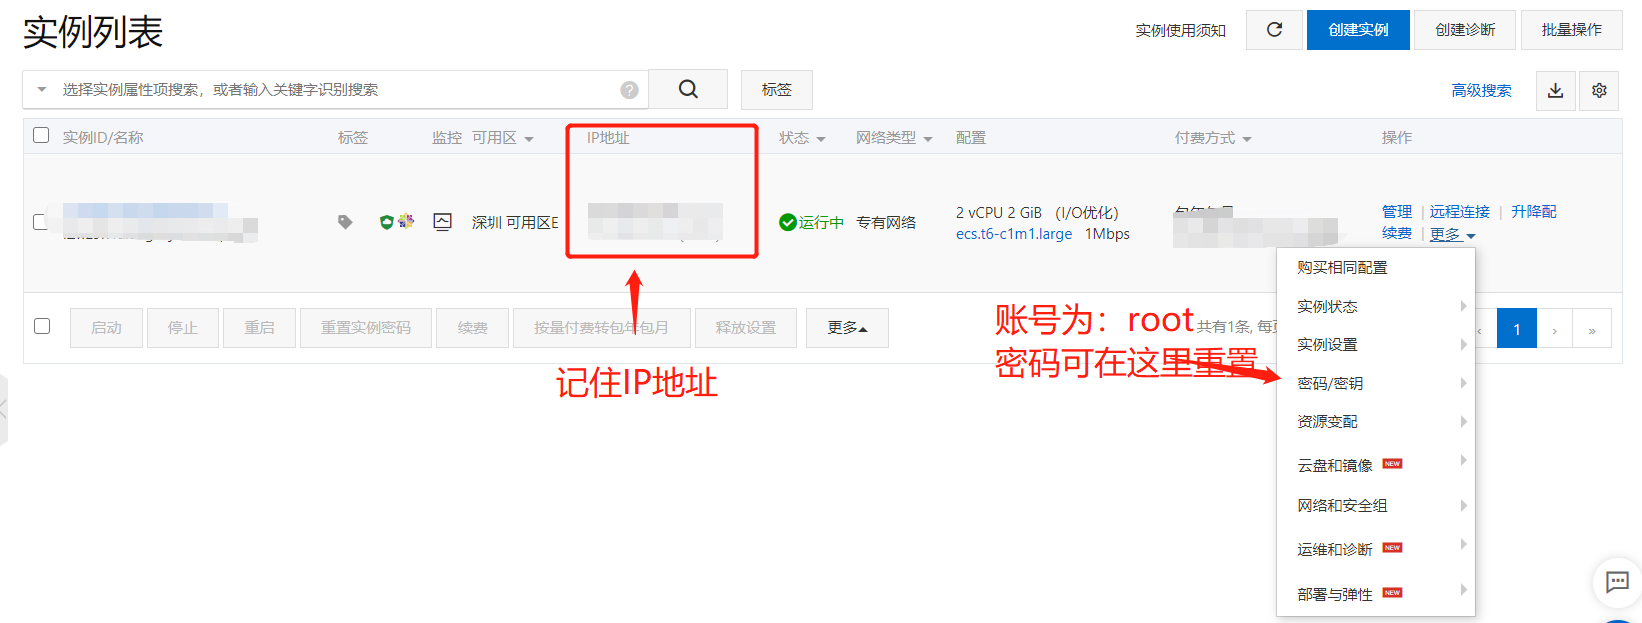 实例列表
实例使用须知
创建实例
创建诊断
批量操作
选择实例属性项搜索，或者输入关键字识别搜索
?
标签
高级搜索
实例ID/名称 标签 监控 可用区 IP地址 状态 网络类型 配置 付费方式 操作
深圳 可用区E
运行中
专有网络
2 vCPU 2 GiB （I/O优化）
ecs.t6-c1m1.large 1Mbps
管理 | 远程连接 | 升降配
续费 | 更多
购买相同配置
实例状态
实例设置
密码/密钥
资源变配
云盘和镜像 NEW
网络和安全组
运维和诊断 NEW
部署与弹性 NEW
启动 停止 重启 重置实例密码 续费 按量付费转包年包月 释放设置 更多
共有1条, 每
‹ 1 › »
记住IP地址
账号为：root
密码可在这里重置